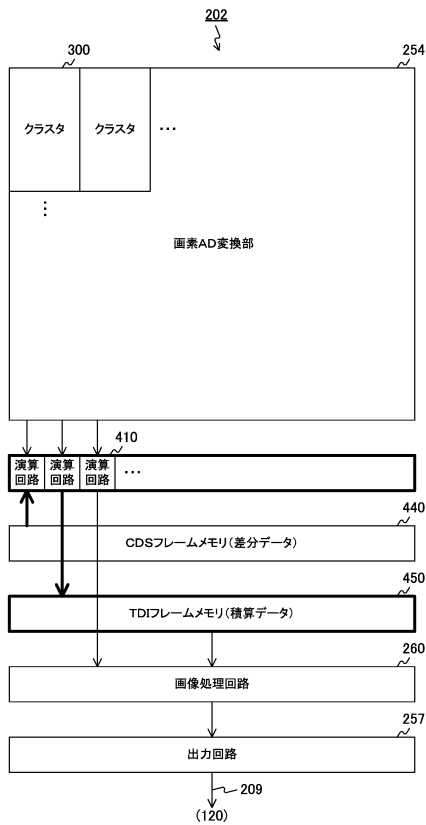 202
300
254
クラスタ クラスタ ・・・
⋮
画素AD変換部
410
演算回路 演算回路 演算回路 ・・・
440
CDSフレームメモリ(差分データ)
450
TDIフレームメモリ(積算データ)
260
画像処理回路
257
出力回路
209
(120)